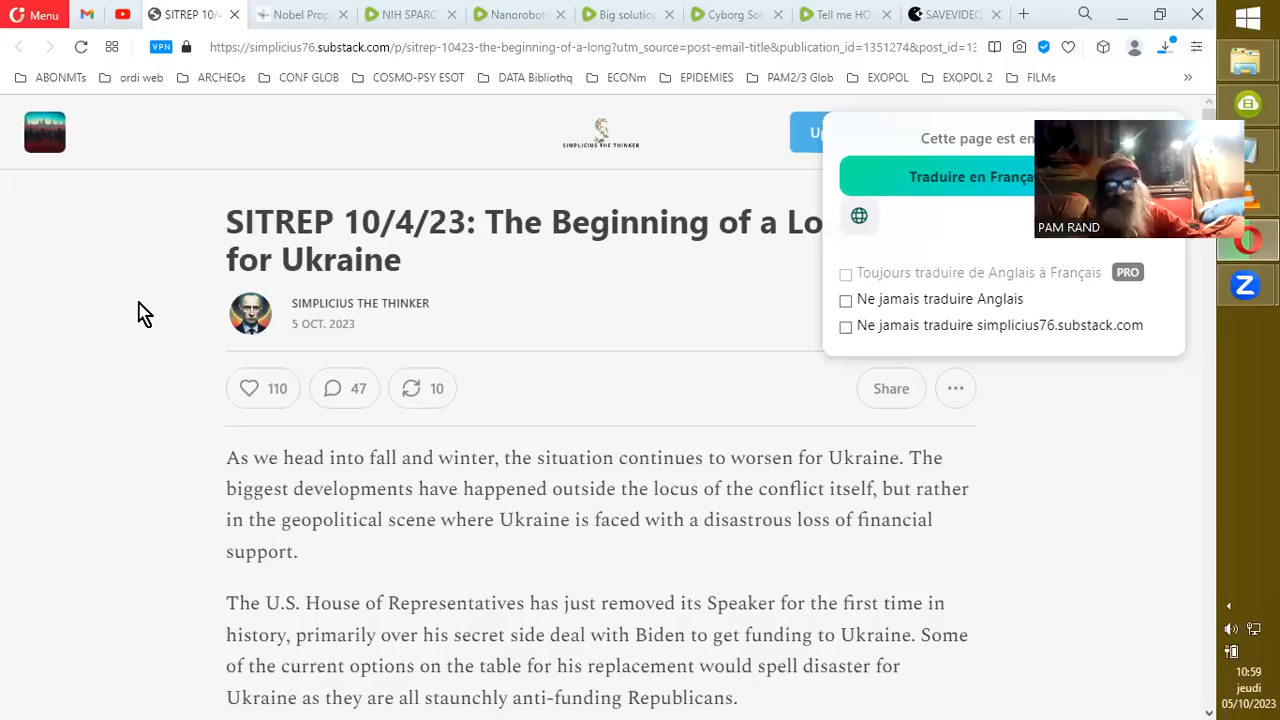 Menu
SITREP 10/4
Nobel Prop
NIH SPARC
Nanorobot
Big solution
Cyborg Sol
Tell me HO
SAVEVIDEO
VPN
https://simplicius76.substack.com/p/sitrep-10423-the-beginning-of-a-long?utm_source=post-email-title&publication_id=1351274&post_id=13
ABONMTs
ordi web
ARCHEOs
CONF GLOB
COSMO-PSY ESOT
DATA Biblpthq
ECONm
EPIDEMIES
PAM2/3 Glob
EXOPOL
EXOPOL 2
FILMs
SIMPLICIUS THE THINKER
Cette page est en
Traduire en França
PAM RAND
Toujours traduire de Anglais à Français PRO
Ne jamais traduire Anglais
Ne jamais traduire simplicius76.substack.com
SITREP 10/4/23: The Beginning of a Lo
for Ukraine
SIMPLICIUS THE THINKER
5 OCT. 2023
110
47
10
Share
As we head into fall and winter, the situation continues to worsen for Ukraine. The
biggest developments have happened outside the locus of the conflict itself, but rather
in the geopolitical scene where Ukraine is faced with a disastrous loss of financial
support.
The U.S. House of Representatives has just removed its Speaker for the first time in
history, primarily over his secret side deal with Biden to get funding to Ukraine. Some
of the current options on the table for his replacement would spell disaster for
Ukraine as they are all staunchly anti-funding Republicans.
10:59
jeudi
05/10/2023